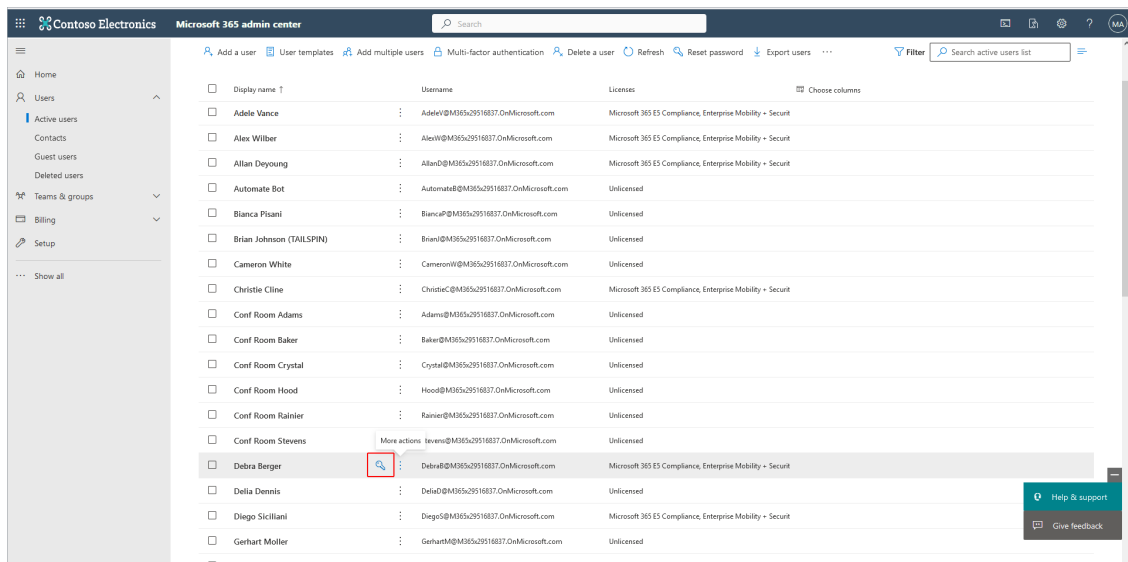 Contoso Electronics Microsoft 365 admin center Search ? MA
Add a user User templates Add multiple users Multi-factor authentication Delete a user Refresh Reset password Export users ··· Filter Search active users list
Home
Users
Active users
Contacts
Guest users
Deleted users
Teams & groups
Billing
Setup
··· Show all
Display name ↑ Username Licenses Choose columns
Adele Vance AdeleV@M365x29516837.OnMicrosoft.com Microsoft 365 E5 Compliance, Enterprise Mobility + Securit
Alex Wilber AlexW@M365x29516837.OnMicrosoft.com Microsoft 365 E5 Compliance, Enterprise Mobility + Securit
Allan Deyoung AllanD@M365x29516837.OnMicrosoft.com Microsoft 365 E5 Compliance, Enterprise Mobility + Securit
Automate Bot AutomateB@M365x29516837.OnMicrosoft.com Unlicensed
Bianca Pisani BiancaP@M365x29516837.OnMicrosoft.com Unlicensed
Brian Johnson (TAILSPIN) BrianJ@M365x29516837.OnMicrosoft.com Unlicensed
Cameron White CameronW@M365x29516837.OnMicrosoft.com Unlicensed
Christie Cline ChristieC@M365x29516837.OnMicrosoft.com Microsoft 365 E5 Compliance, Enterprise Mobility + Securit
Conf Room Adams Adams@M365x29516837.OnMicrosoft.com Unlicensed
Conf Room Baker Baker@M365x29516837.OnMicrosoft.com Unlicensed
Conf Room Crystal Crystal@M365x29516837.OnMicrosoft.com Unlicensed
Conf Room Hood Hood@M365x29516837.OnMicrosoft.com Unlicensed
Conf Room Rainier Rainier@M365x29516837.OnMicrosoft.com Unlicensed
Conf Room Stevens More actions tevens@M365x29516837.OnMicrosoft.com Unlicensed
Debra Berger DebraB@M365x29516837.OnMicrosoft.com Microsoft 365 E5 Compliance, Enterprise Mobility + Securit
Delia Dennis DeliaD@M365x29516837.OnMicrosoft.com Unlicensed
Diego Siciliani DiegoS@M365x29516837.OnMicrosoft.com Microsoft 365 E5 Compliance, Enterprise Mobility + Securit
Gerhart Moller GerhartM@M365x29516837.OnMicrosoft.com Unlicensed
Help & support
Give feedback